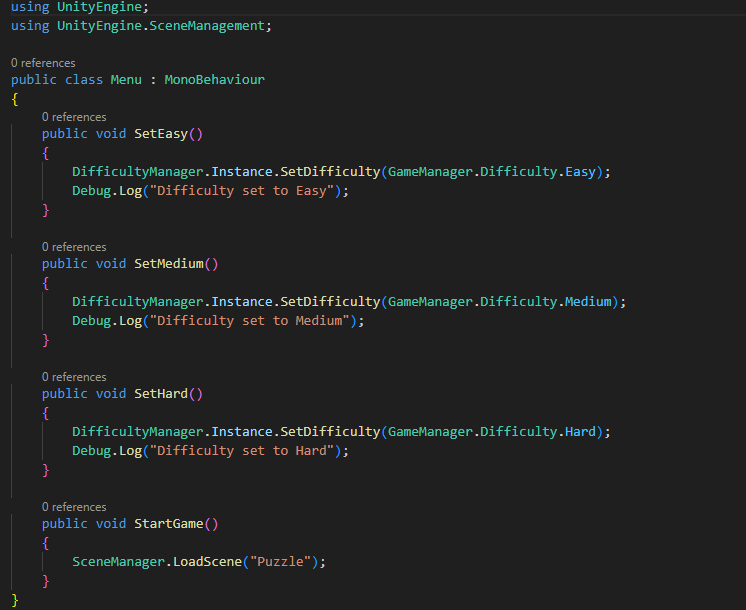 using UnityEngine;
using UnityEngine.SceneManagement;
0 references
public class Menu : MonoBehaviour
{
0 references
public void SetEasy()
{
DifficultyManager.Instance.SetDifficulty(GameManager.Difficulty.Easy);
Debug.Log("Difficulty set to Easy");
}
0 references
public void SetMedium()
{
DifficultyManager.Instance.SetDifficulty(GameManager.Difficulty.Medium);
Debug.Log("Difficulty set to Medium");
}
0 references
public void SetHard()
{
DifficultyManager.Instance.SetDifficulty(GameManager.Difficulty.Hard);
Debug.Log("Difficulty set to Hard");
}
0 references
public void StartGame()
{
SceneManager.LoadScene("Puzzle");
}
}